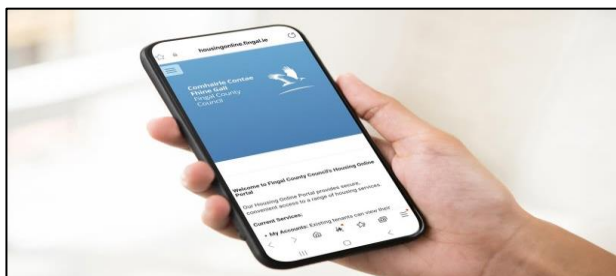 housingonline.fingal.ie
Comhairle Contae
Fhine Gall
Fingal County
Council
Welcome to Fingal County Council's Housing Online
Portal
Our Housing Online Portal provides secure,
convenient access to a range of housing services.
Current Services:
• My Accounts: Existing tenants can view their